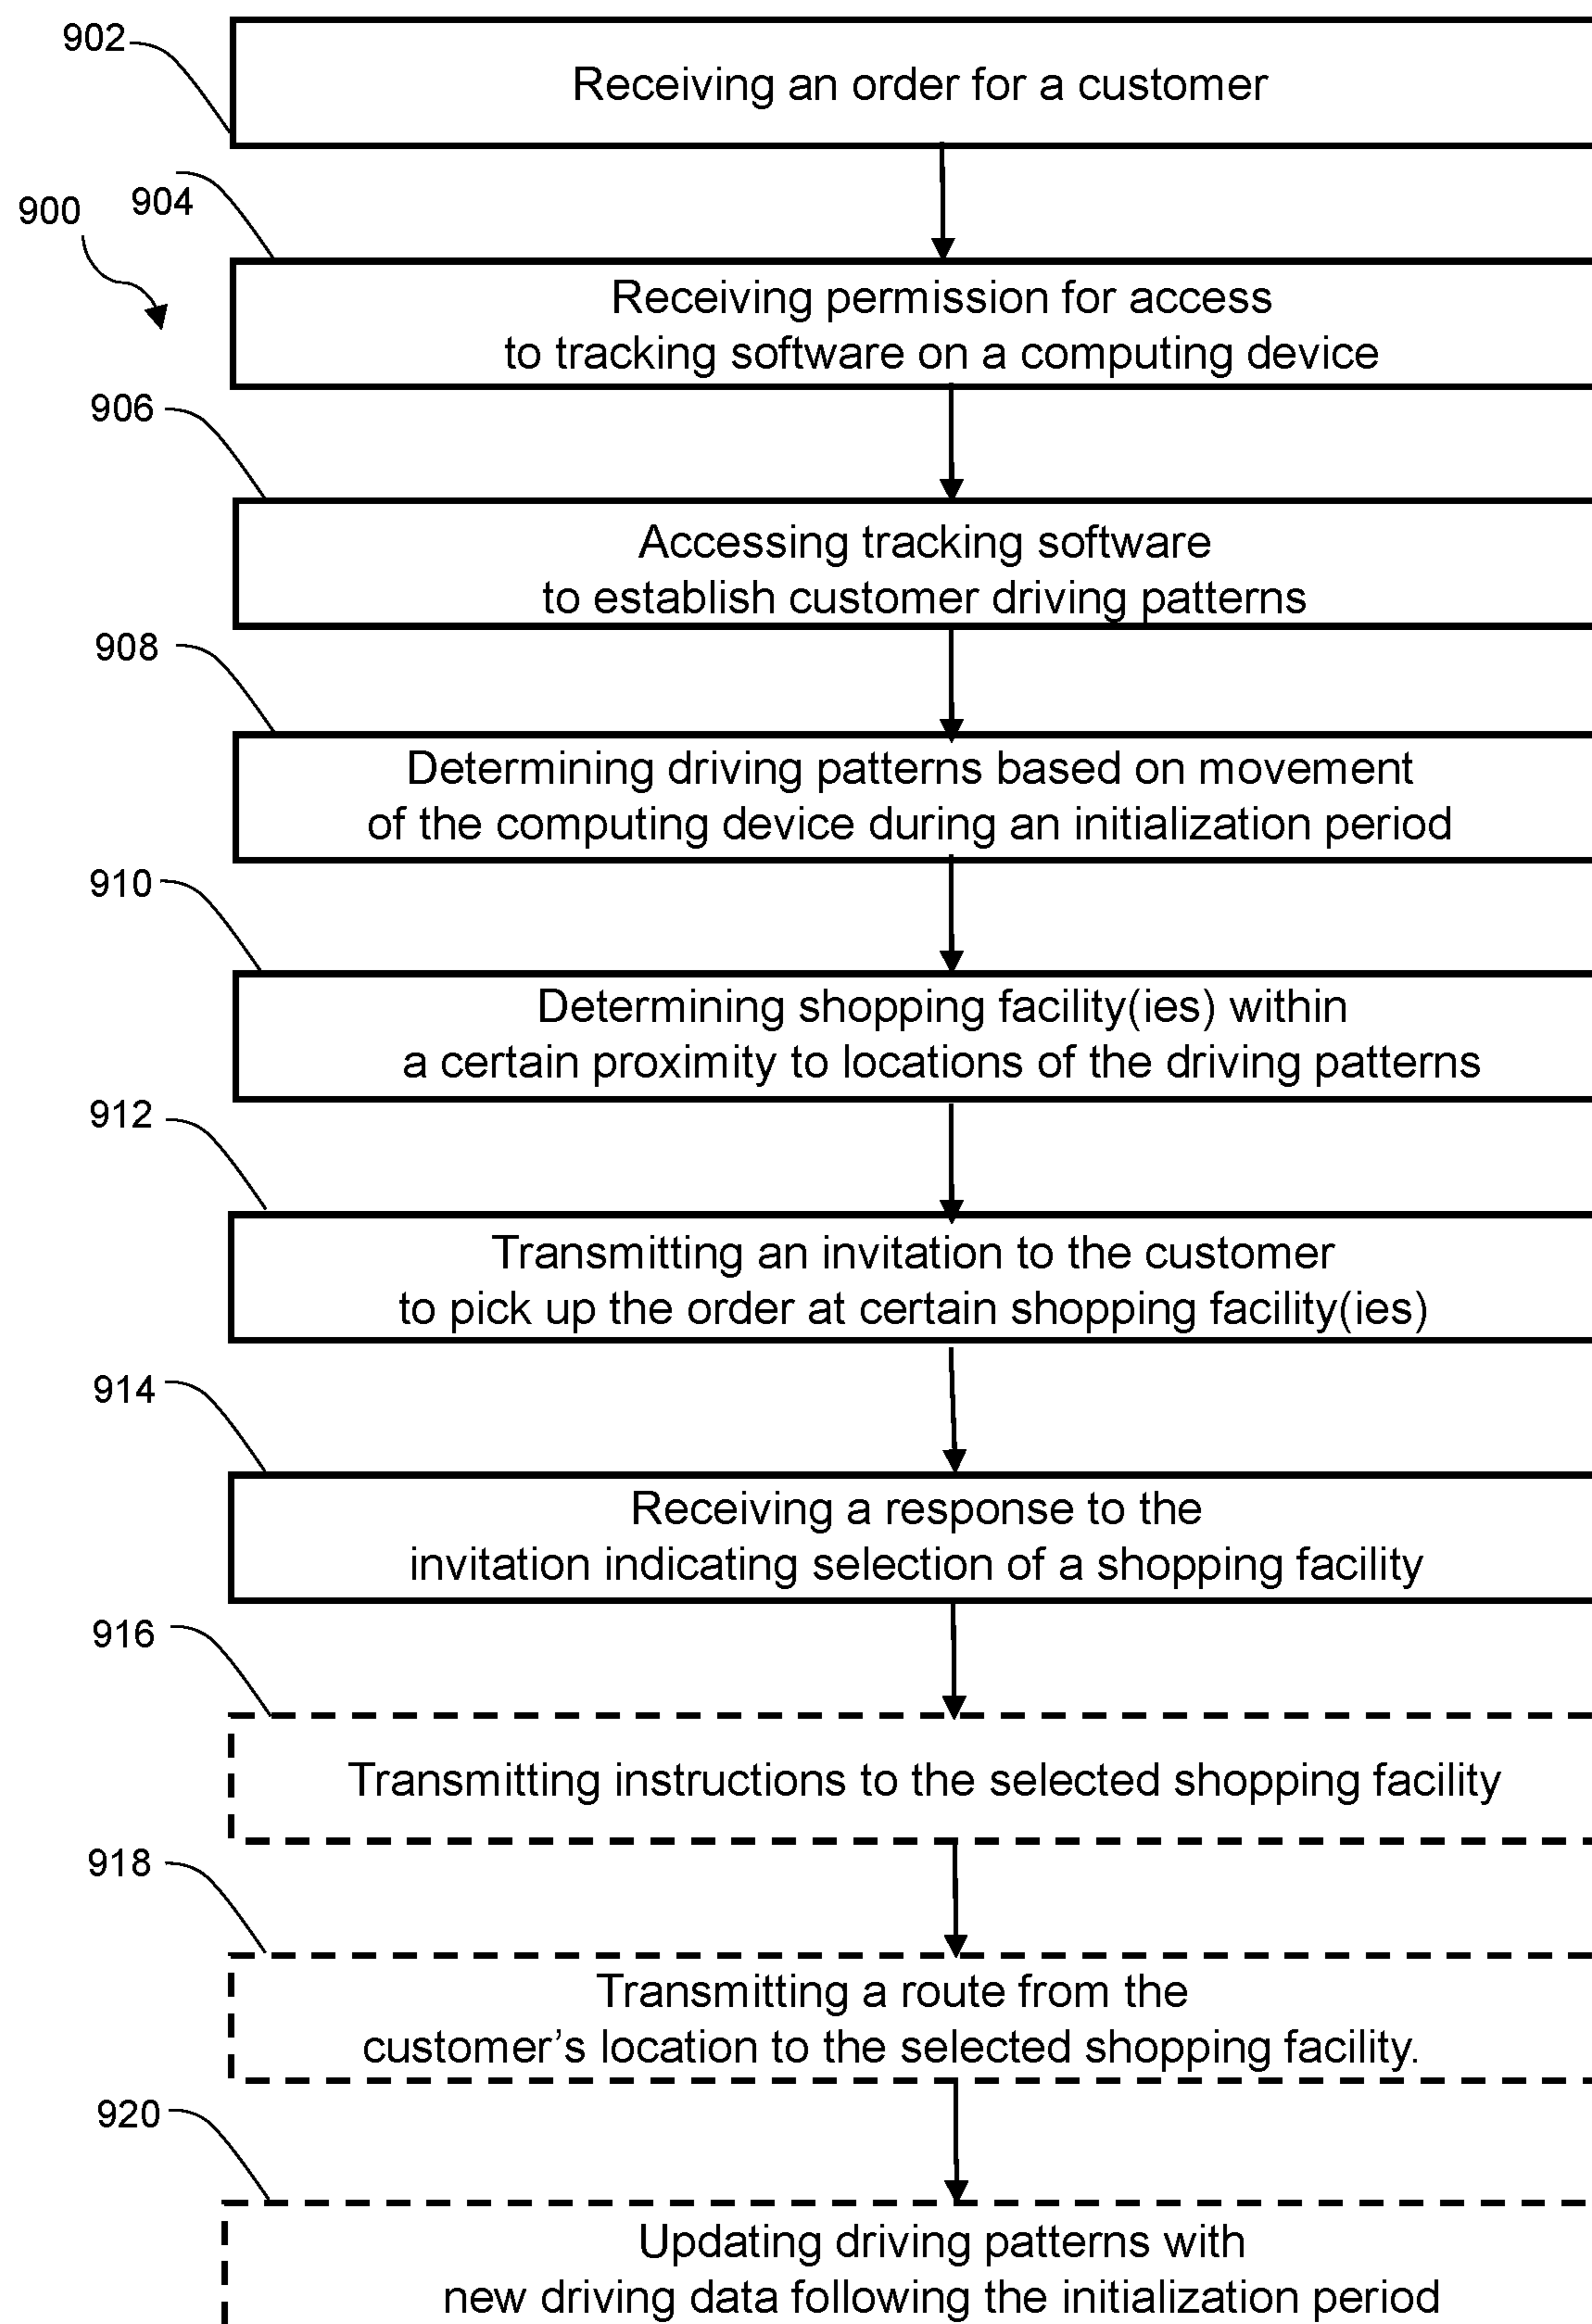 902
Receiving an order for a customer
900
904
Receiving permission for access
to tracking software on a computing device
906
Accessing tracking software
to establish customer driving patterns
908
Determining driving patterns based on movement
of the computing device during an initialization period
910
Determining shopping facility(ies) within
a certain proximity to locations of the driving patterns
912
Transmitting an invitation to the customer
to pick up the order at certain shopping facility(ies)
914
Receiving a response to the
invitation indicating selection of a shopping facility
916
Transmitting instructions to the selected shopping facility
918
Transmitting a route from the
customer’s location to the selected shopping facility.
920
Updating driving patterns with
new driving data following the initialization period